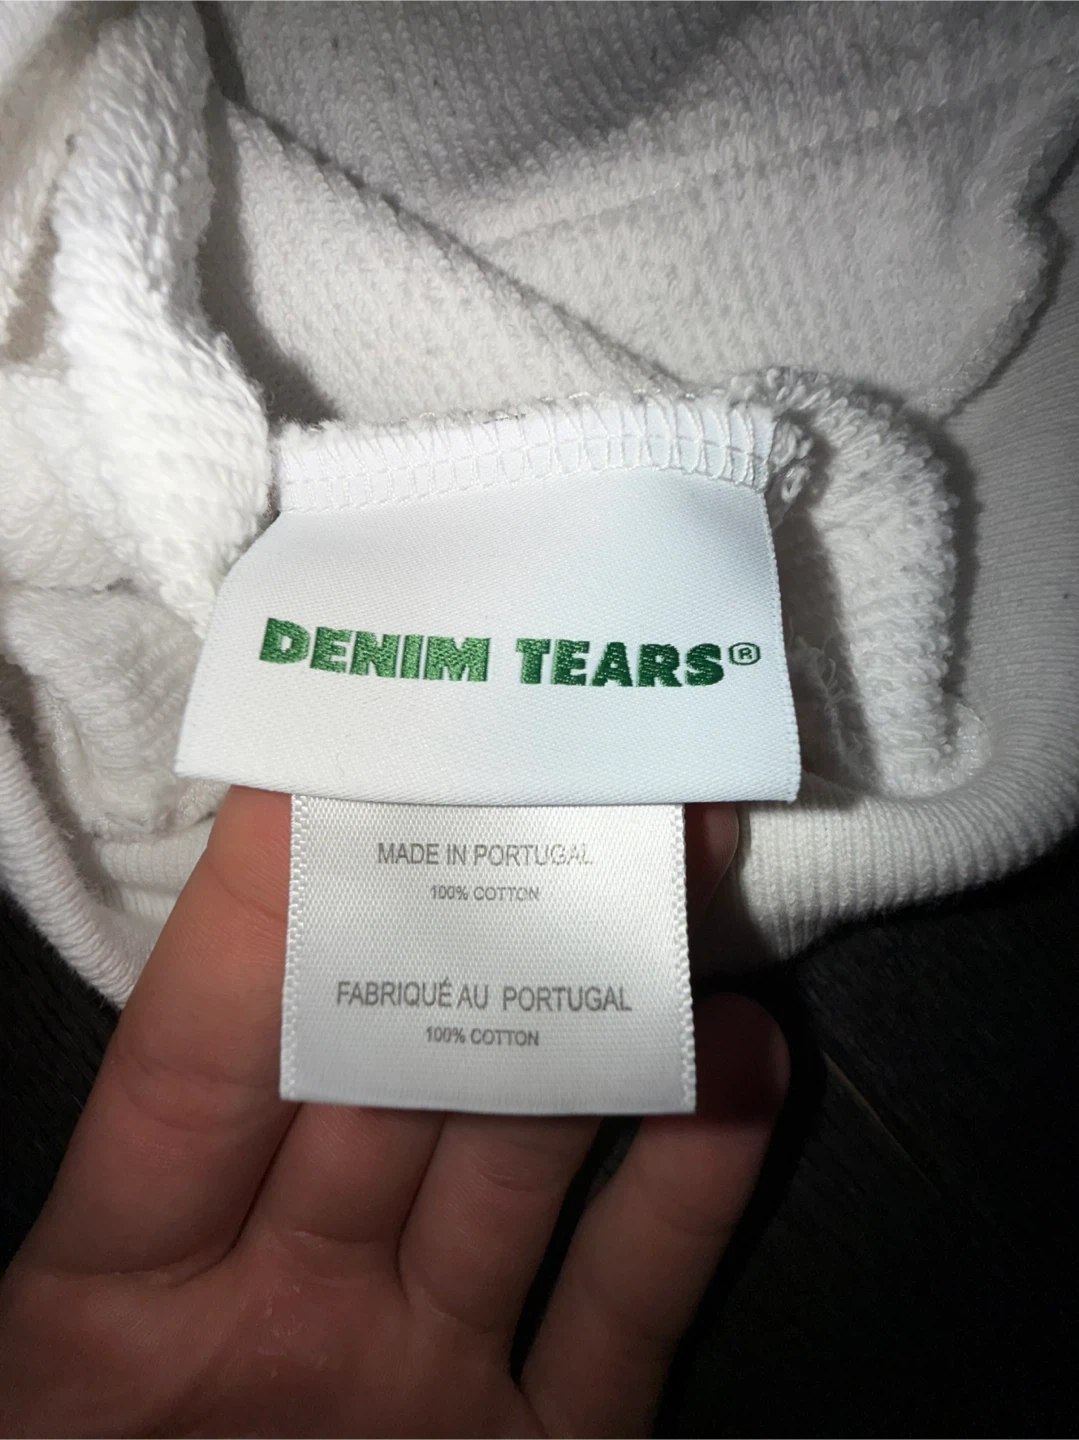 DENIM TEARS®
MADE IN PORTUGAL
100% COTTON
FABRIQUÉ AU PORTUGAL
100% COTTON